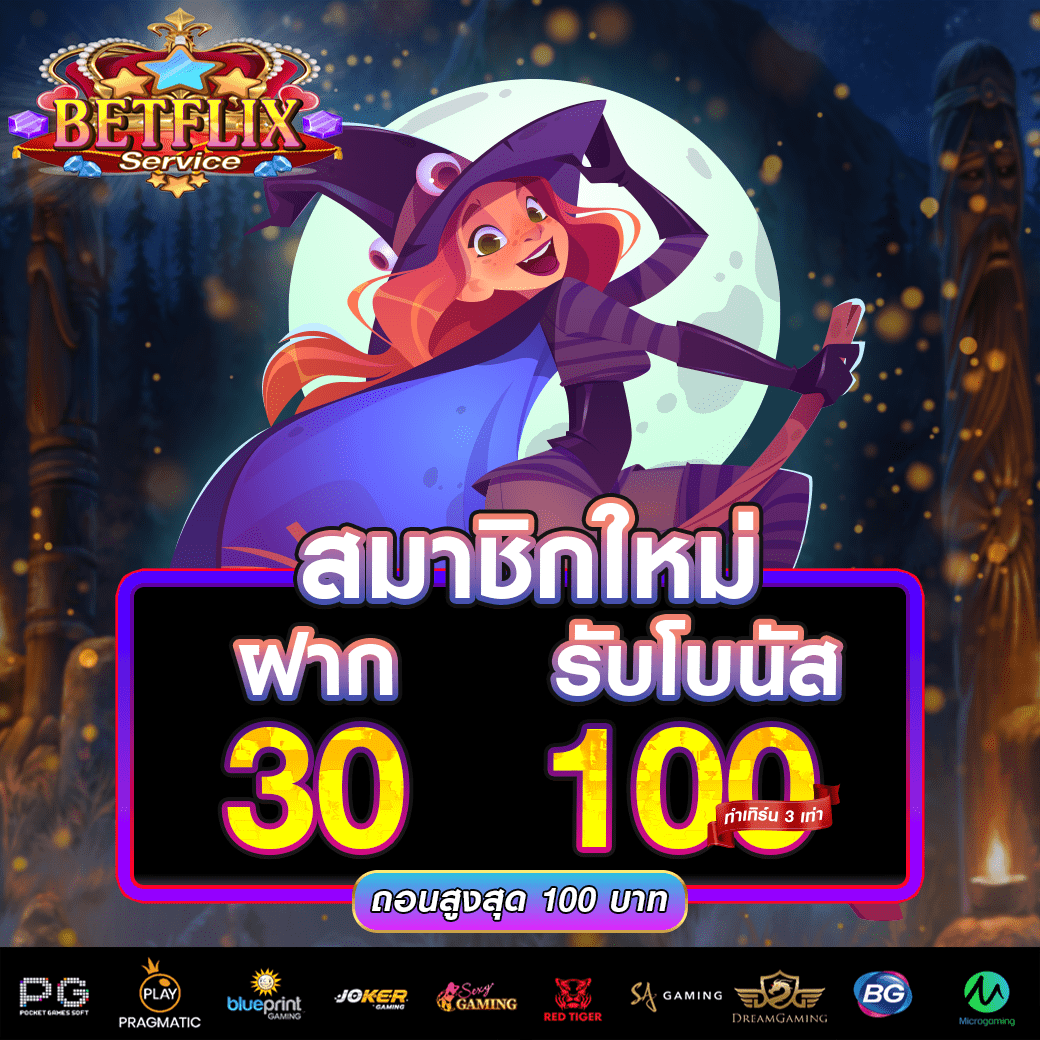 BETFLIX
Service
สมาชิกใหม่
ฝาก รับโบนัส
30 100
ทำเทิร์น 3 เท่า
ถอนสูงสุด 100 บาท
PG
POCKET GAMES SOFT
PLAY
PRAGMATIC
blueprint
GAMING
JOKER
GAMING
Sexy
GAMING
RED TIGER
SA GAMING
DREAMGAMING
BG
Microgaming